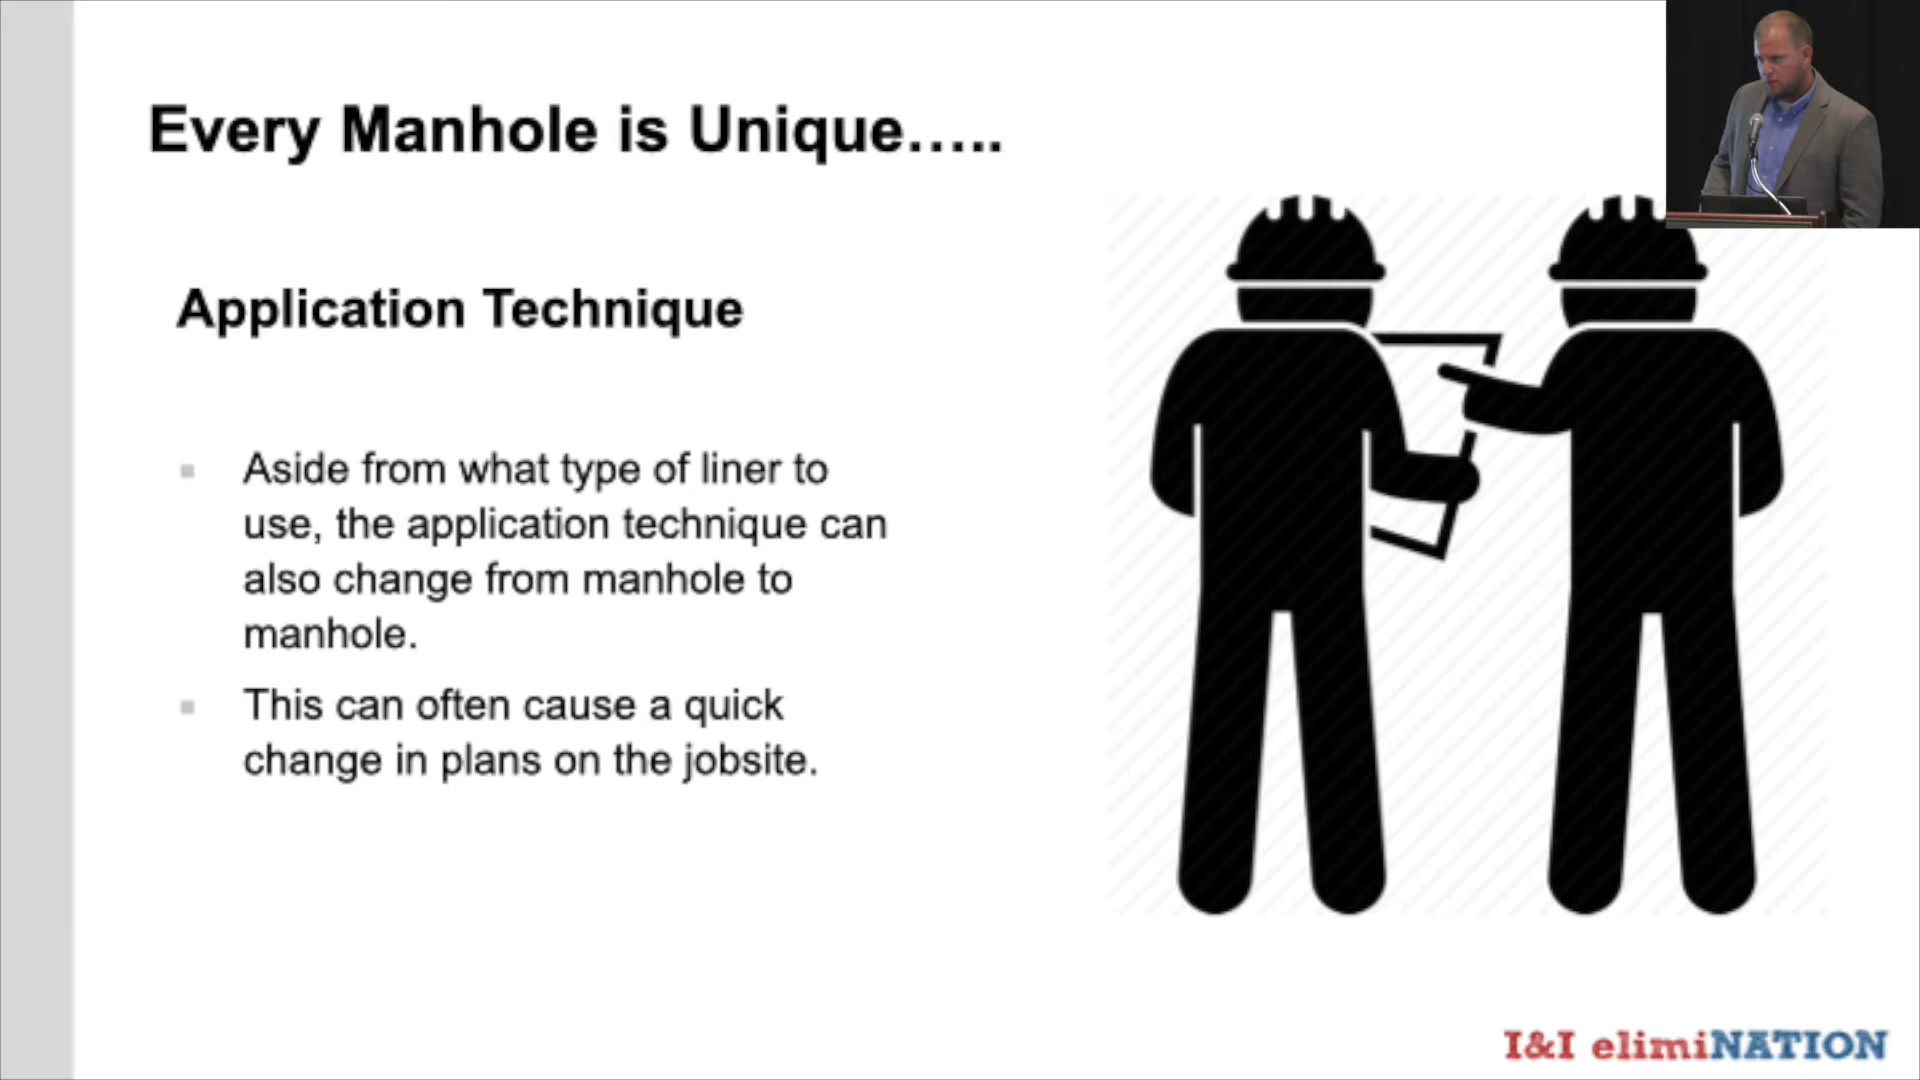 Every Manhole is Unique.....
Application Technique
Aside from what type of liner to
use, the application technique can
also change from manhole to
manhole.
This can often cause a quick
change in plans on the jobsite.
I&I elimiNATION